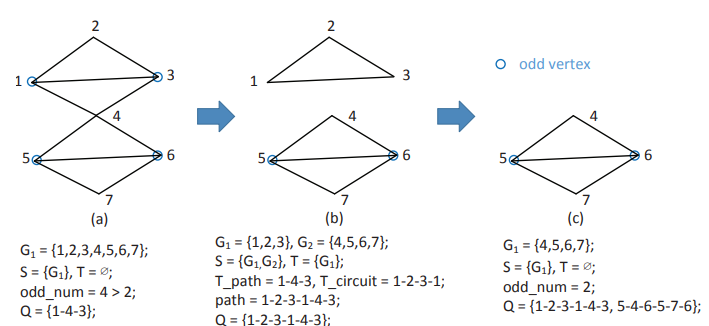 2
1
3
4
5
6
7
(a)
G₁ = {1,2,3,4,5,6,7};
S = {G₁}, T = ∅;
odd_num = 4 > 2;
Q = {1-4-3};
2
1
3
4
5
6
7
(b)
G₁ = {1,2,3}, G₂ = {4,5,6,7};
S = {G₁,G₂}, T = {G₁};
T_path = 1-4-3, T_circuit = 1-2-3-1;
path = 1-2-3-1-4-3;
Q = {1-2-3-1-4-3};
odd vertex
4
5
6
7
(c)
G₁ = {4,5,6,7};
S = {G₁}, T = ∅;
odd_num = 2;
Q = {1-2-3-1-4-3, 5-4-6-5-7-6};